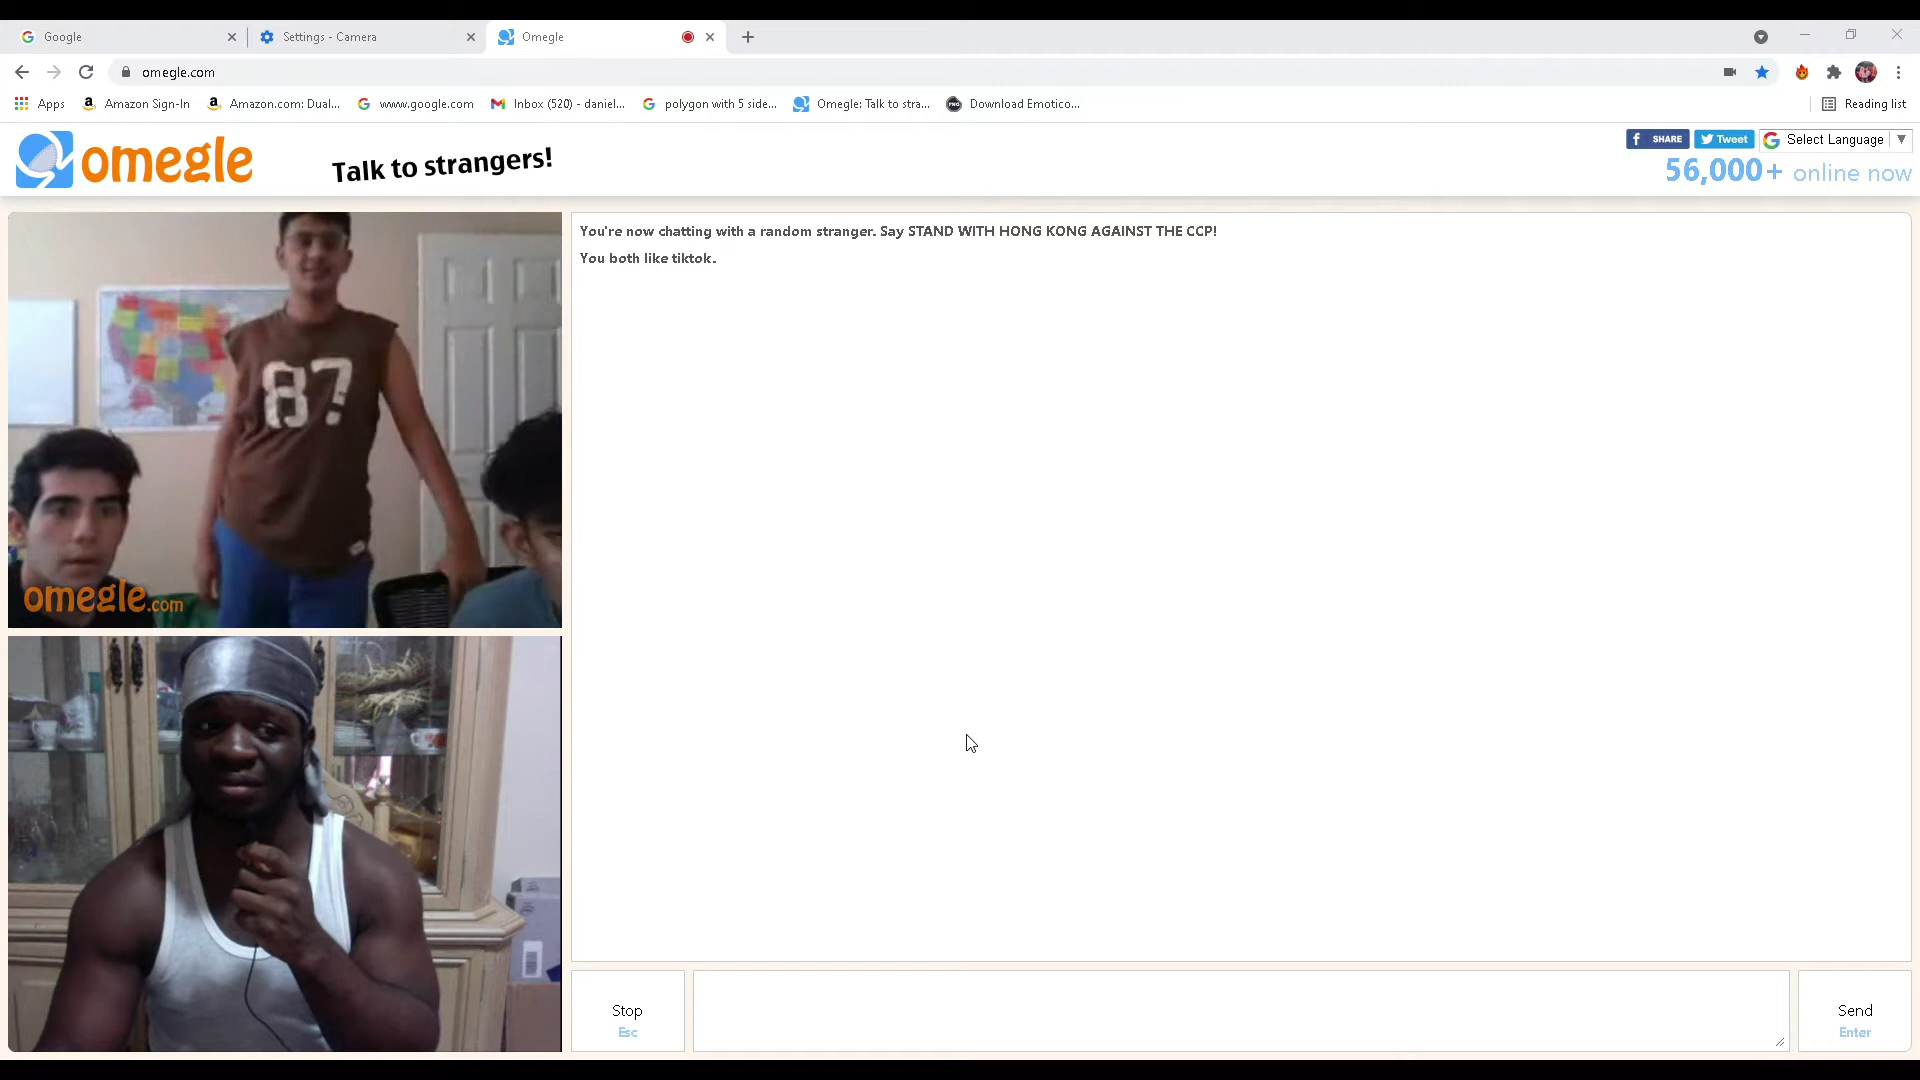 Google
Settings - Camera
Omegle
omegle.com
Apps
Amazon Sign-In
Amazon.com: Dual...
www.google.com
Inbox (520) - daniel...
polygon with 5 side...
Omegle: Talk to stra...
PNG
Download Emotico...
Reading list
omegle
Talk to strangers!
SHARE
Tweet
Select Language
56,000+ online now
You're now chatting with a random stranger. Say STAND WITH HONG KONG AGAINST THE CCP!
You both like tiktok.
87
omegle.com
Stop
Esc
Send
Enter